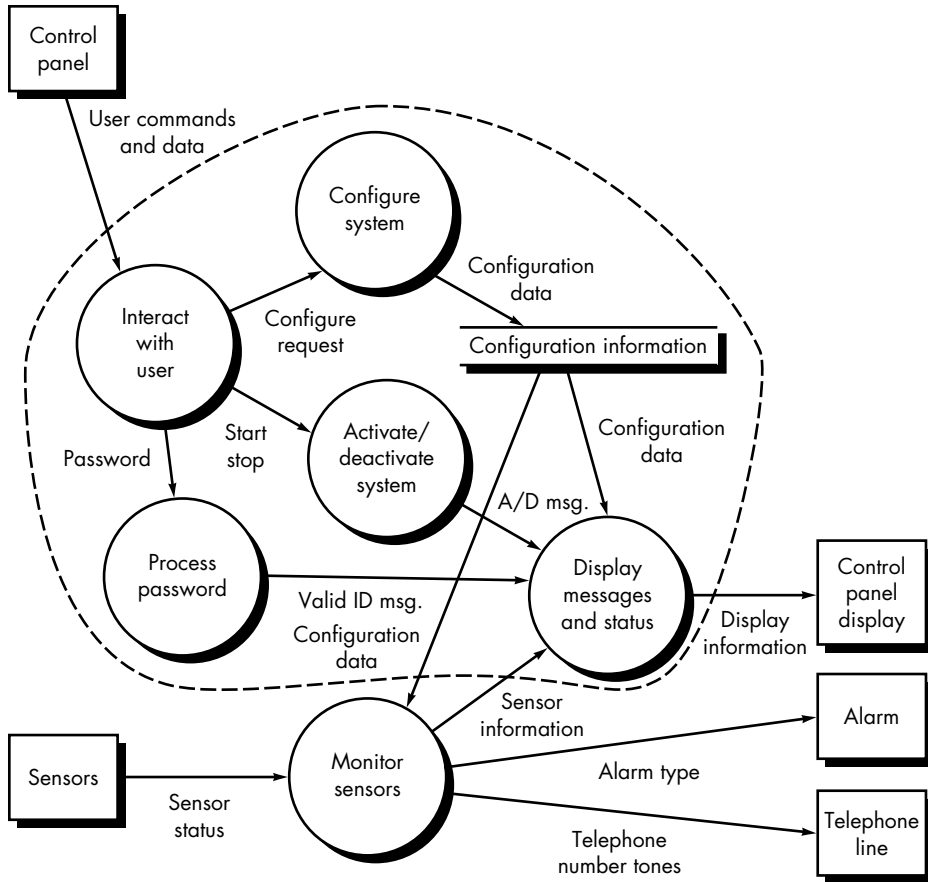 Control
panel
User commands
and data
Configure
system
Configuration
data
Interact
with
user
Configure
request
Configuration information
Password
Start
stop
Activate/
deactivate
system
Configuration
data
A/D msg.
Process
password
Valid ID msg.
Display
messages
and status
Control
panel
display
Display
information
Configuration
data
Sensor
information
Alarm
Sensors
Sensor
status
Monitor
sensors
Alarm type
Telephone
number tones
Telephone
line